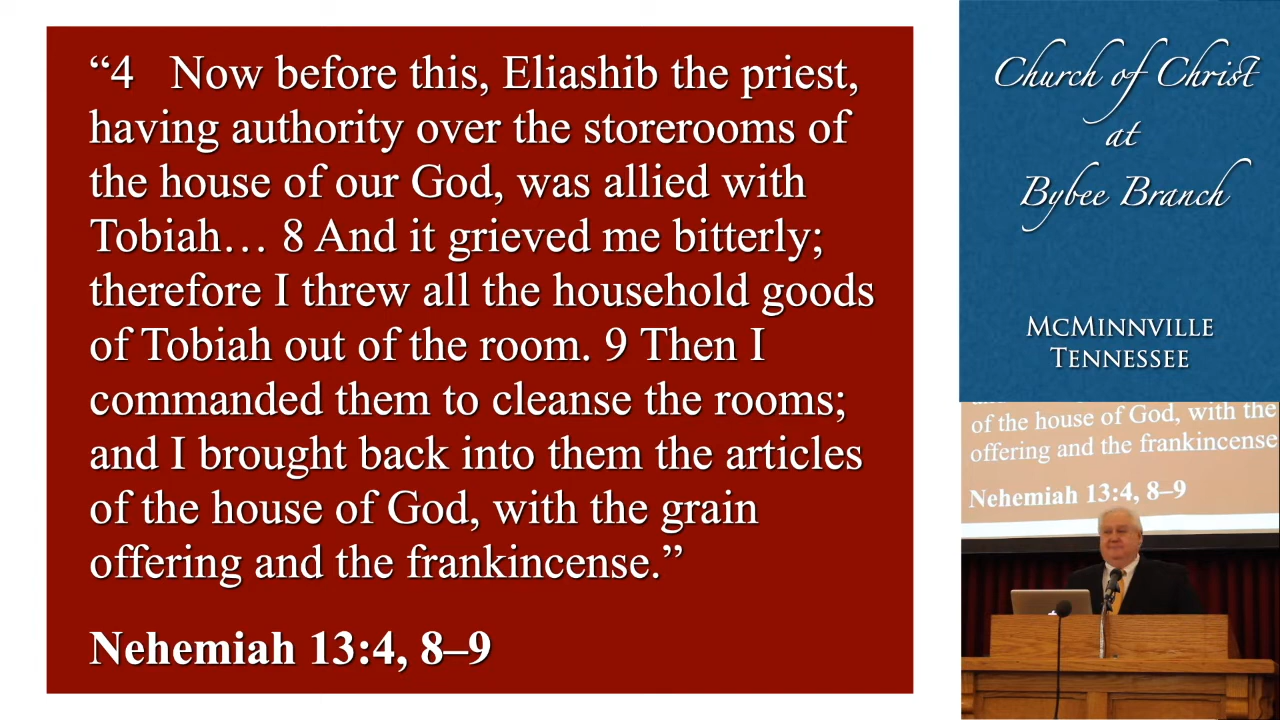 “4 Now before this, Eliashib the priest,
having authority over the storerooms of
the house of our God, was allied with
Tobiah… 8 And it grieved me bitterly;
therefore I threw all the household goods
of Tobiah out of the room. 9 Then I
commanded them to cleanse the rooms;
and I brought back into them the articles
of the house of God, with the grain
offering and the frankincense.”
Nehemiah 13:4, 8–9
Church of Christ
at
Bybee Branch
McMinnville
Tennessee
of the house of God, with the
offering and the frankincense
Nehemiah 13:4, 8–9